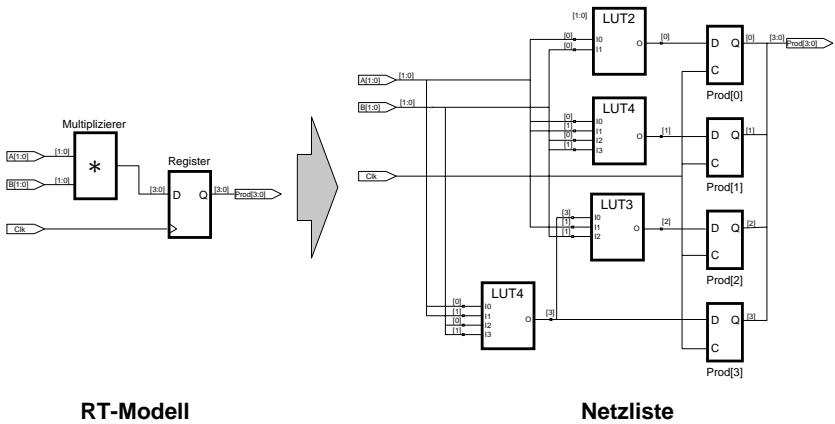 Multiplizierer
A[1:0]
[1:0]
B[1:0]
[1:0]
*
Register
[3:0]
D Q
[3:0]
Prod[3:0]
Clk
RT-Modell
[1:0]
LUT2
[0]
I0
[0]
I1
O
[0]
D Q
[0]
[3:0]
Prod[3:0]
C
Prod[0]
A[1:0]
[1:0]
B[1:0]
[1:0]
LUT4
[0]
I0
[1]
I1
[0]
I2
[1]
I3
O
[1]
D Q
[1]
C
Prod[1]
Clk
LUT3
[3]
I0
[1]
I1
[1]
I2
O
[2]
D Q
[2]
C
Prod[2]
LUT4
[0]
I0
[1]
I1
[0]
I2
[1]
I3
O
[3]
D Q
[3]
C
Prod[3]
Netzliste